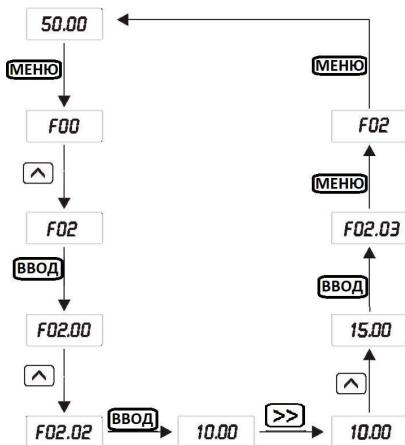 50.00
МЕНЮ МЕНЮ
F00 F02
^ МЕНЮ
F02 F02.03
ВВОД ВВОД
F02.00 15.00
^ ^
F02.02 ВВОД 10.00 >> 10.00